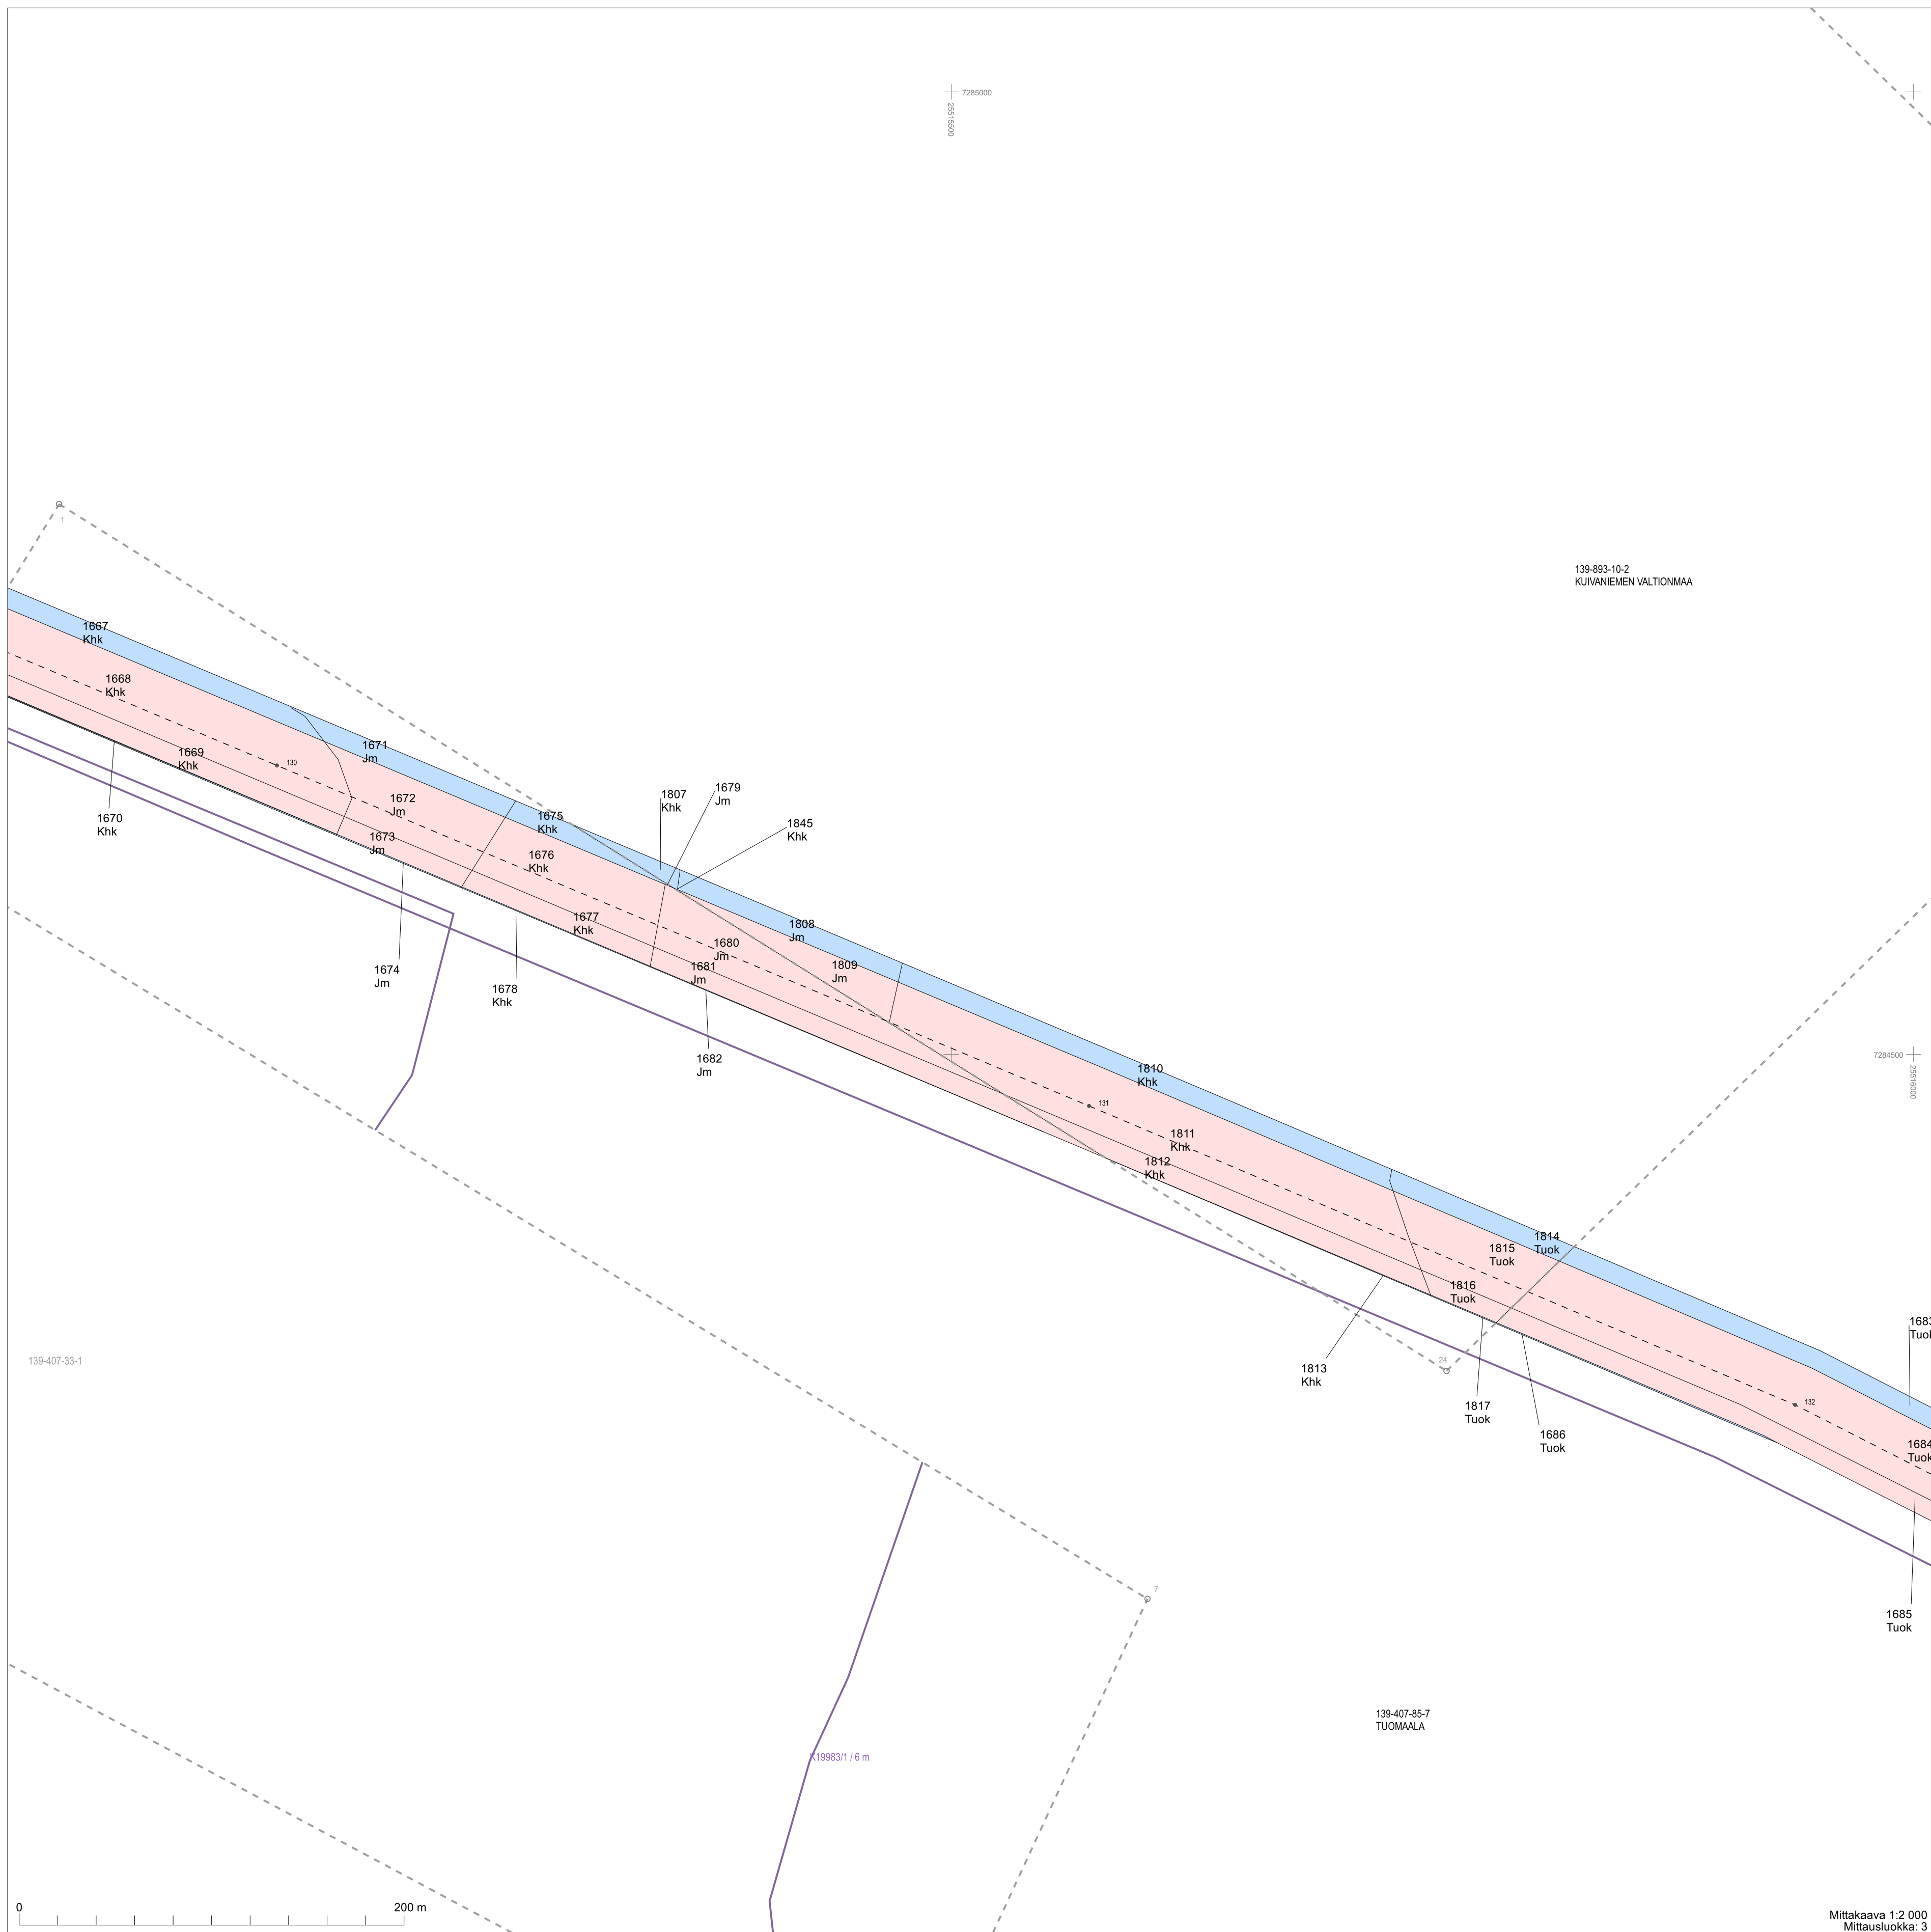 7285000
25515500
1
139-893-10-2
KUIVANIEMEN VALTIONMAA
1667
Khk
1668
Khk
1669
Khk
130
1670
Khk
1671
Jm
1672
Jm
1673
Jm
1674
Jm
1675
Khk
1676
Khk
1677
Khk
1678
Khk
1807
Khk
1679
Jm
1845
Khk
1808
Jm
1680
Jm
1681
Jm
1809
Jm
1682
Jm
7284500
25516000
1810
Khk
131
1811
Khk
1812
Khk
1813
Khk
1814
Tuok
1815
Tuok
1816
Tuok
24
1817
Tuok
1686
Tuok
132
1683
Tuok
1684
Tuok
1685
Tuok
139-407-33-1
7
139-407-85-7
TUOMAALA
K19983/1 / 6 m
0
200 m
Mittakaava 1:2 000
Mittausluokka: 3